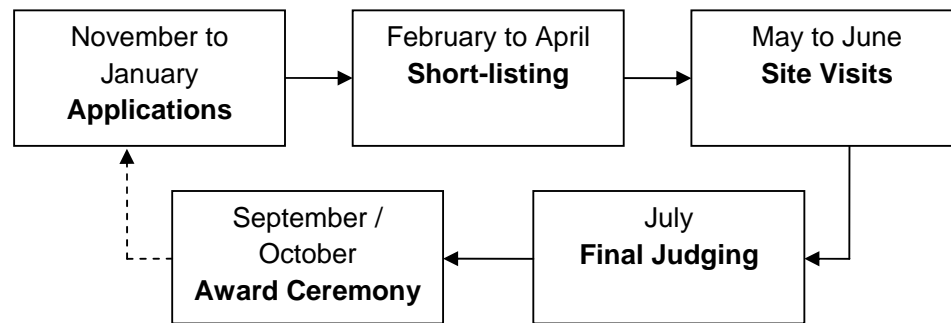 November to
January
Applications
February to April
Short-listing
May to June
Site Visits
July
Final Judging
September /
October
Award Ceremony